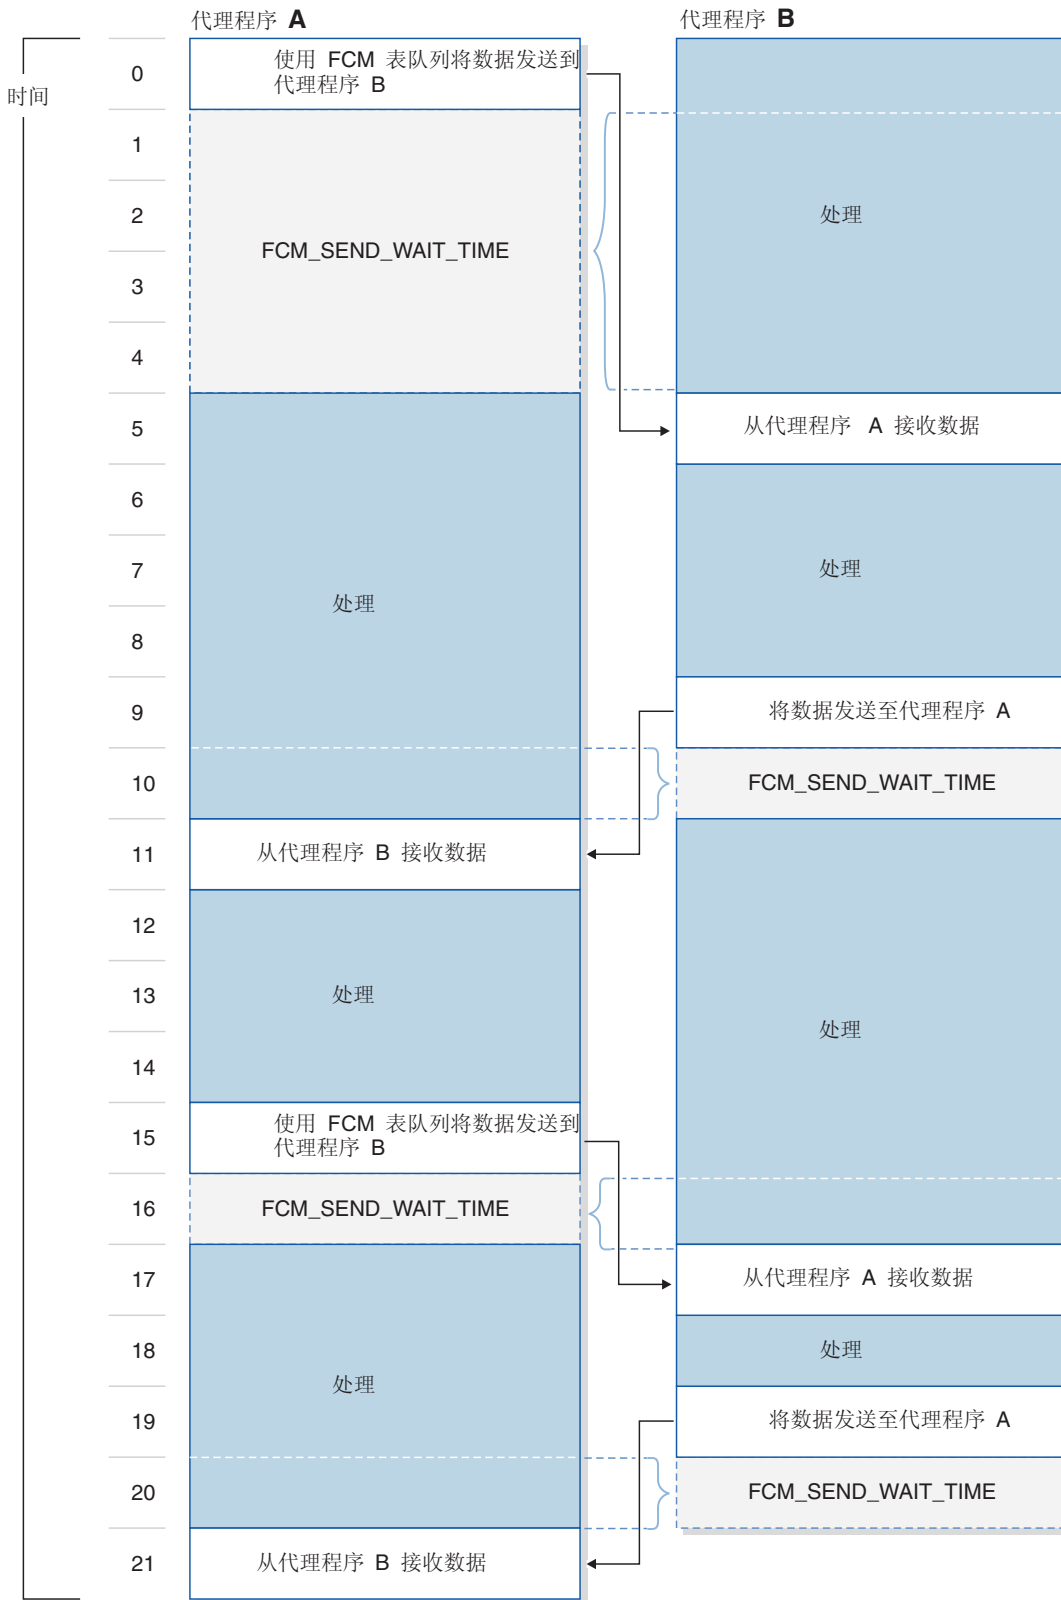 代理程序 A
代理程序 B
时间
0
使用 FCM 表队列将数据发送到
代理程序 B
1
2
处理
FCM_SEND_WAIT_TIME
3
4
5
从代理程序 A 接收数据
6
7
处理
处理
8
9
将数据发送至代理程序 A
10
FCM_SEND_WAIT_TIME
11
从代理程序 B 接收数据
12
13
处理
处理
14
15
使用 FCM 表队列将数据发送到
代理程序 B
16
FCM_SEND_WAIT_TIME
17
从代理程序 A 接收数据
18
处理
处理
19
将数据发送至代理程序 A
20
FCM_SEND_WAIT_TIME
21
从代理程序 B 接收数据